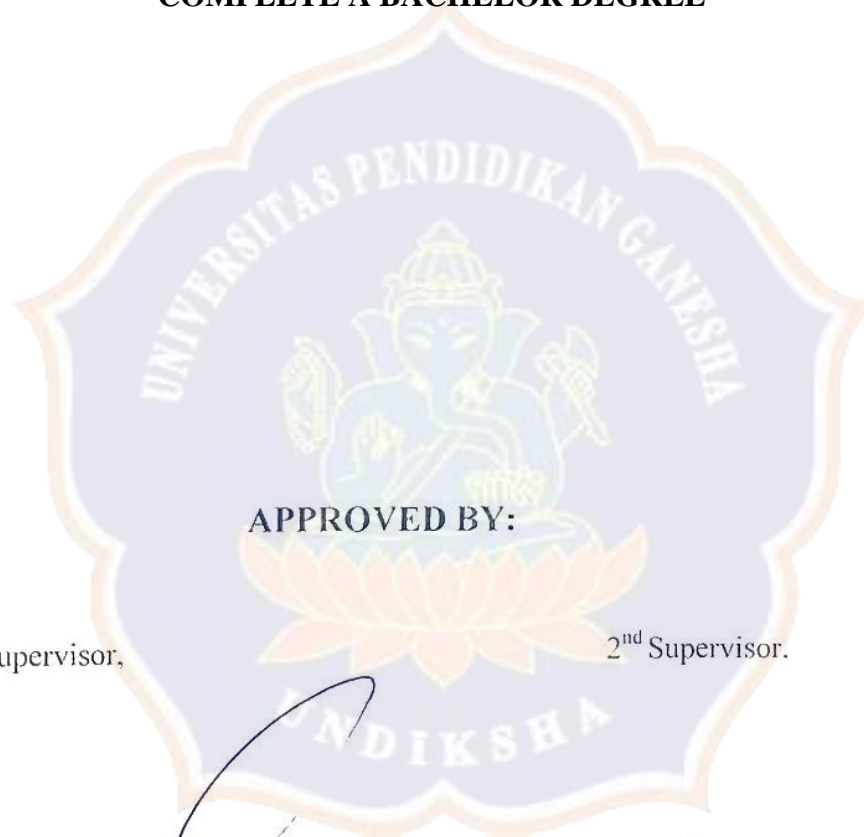 COMPLETE A BACHELOR DEGREE
UNIVERSITAS PENDIDIKAN GANESHA
APPROVED BY:
upervisor,
2nd Supervisor.
UNDIKSHA